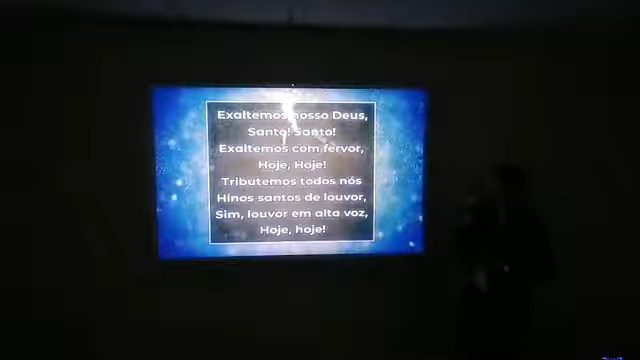 Exaltemos nosso Deus,
Santo! Santo!
Exaltemos com fervor,
Hoje, Hoje!
Tributemos todos nós
Hinos santos de louvor,
Sim, louvor em alta voz,
Hoje, hoje!